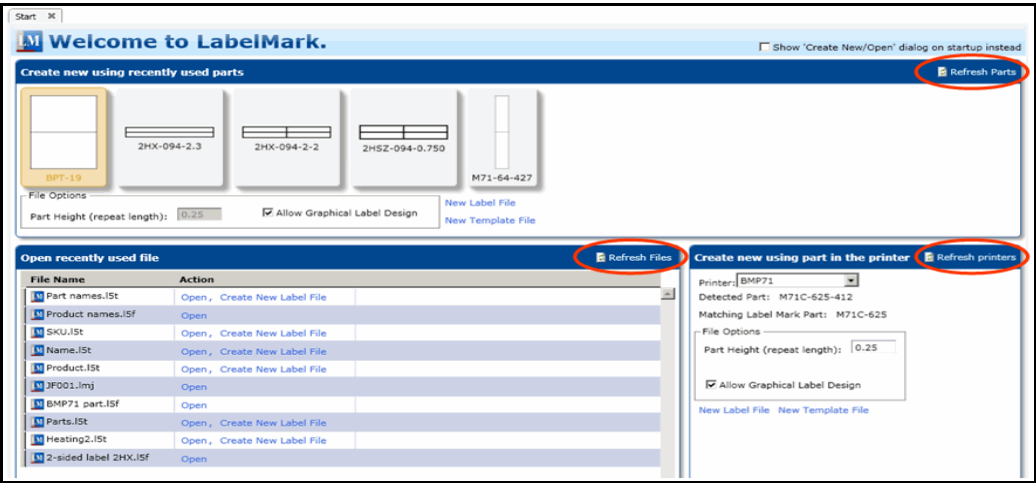 Start
LM Welcome to LabelMark.
Show 'Create New/Open' dialog on startup instead
Create new using recently used parts
Refresh Parts
BPT-19
2HX-094-2.3
2HX-094-2-2
2HSZ-094-0.750
M71-64-427
File Options
Part Height (repeat length): 0.25
Allow Graphical Label Design
New Label File
New Template File
Open recently used file
Refresh Files
File Name Action
Part names.l5t Open, Create New Label File
Product names.l5f Open
SKU.l5t Open, Create New Label File
Name.l5t Open, Create New Label File
Product.l5t Open, Create New Label File
JF001.lmj Open
BMP71 part.l5f Open
Parts.l5t Open, Create New Label File
Heating2.l5t Open, Create New Label File
2-sided label 2HX.l5f Open
Create new using part in the printer
Refresh printers
Printer: BMP71
Detected Part: M71C-625-412
Matching Label Mark Part: M71C-625
File Options
Part Height (repeat length): 0.25
Allow Graphical Label Design
New Label File New Template File